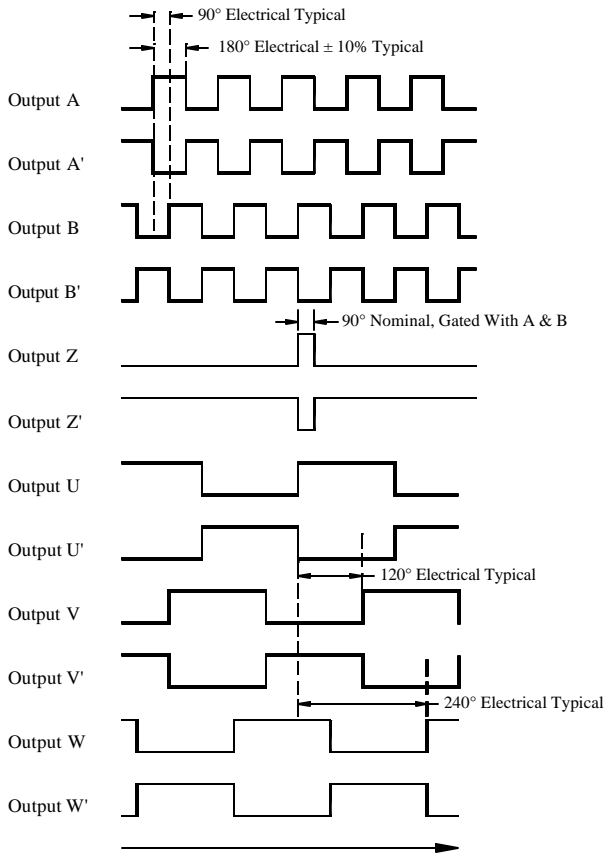 90° Electrical Typical
180° Electrical ± 10% Typical
Output A
Output A'
Output B
Output B'
90° Nominal, Gated With A & B
Output Z
Output Z'
Output U
Output U'
120° Electrical Typical
Output V
Output V'
240° Electrical Typical
Output W
Output W'